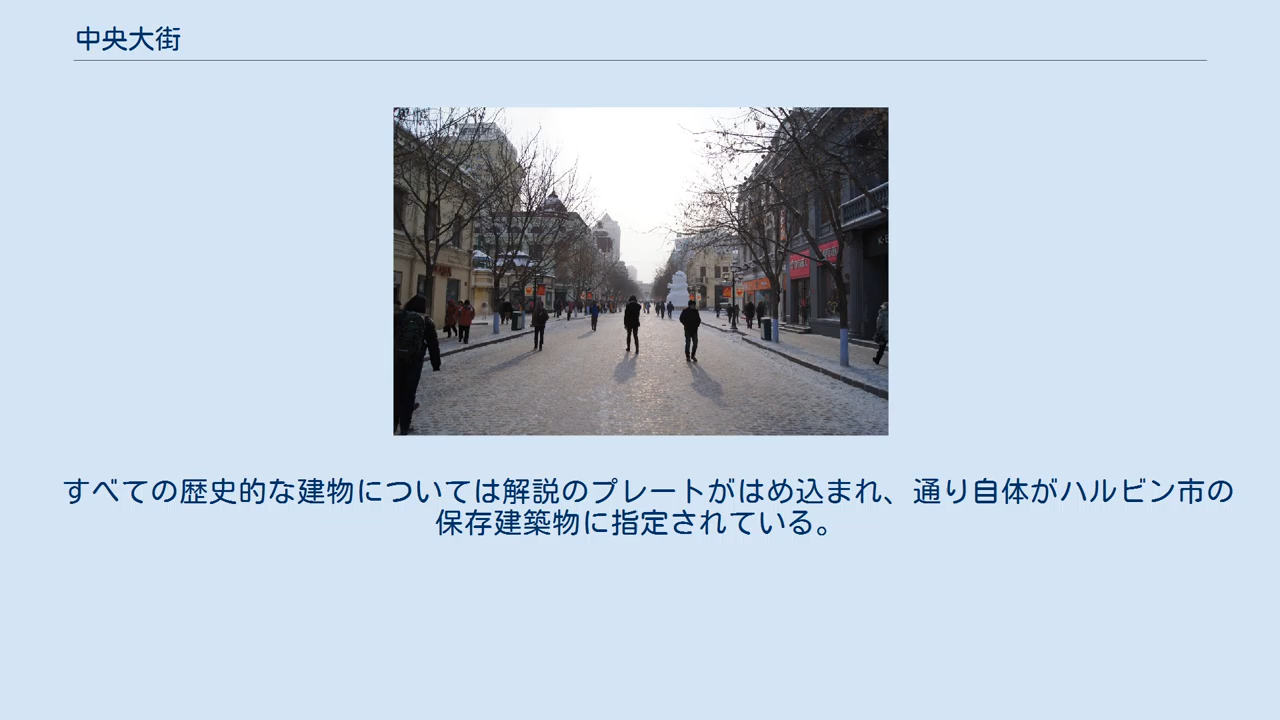 中央大街
すべての歴史的な建物については解説のプレートがはめ込まれ、通り自体がハルビン市の
保存建築物に指定されている。